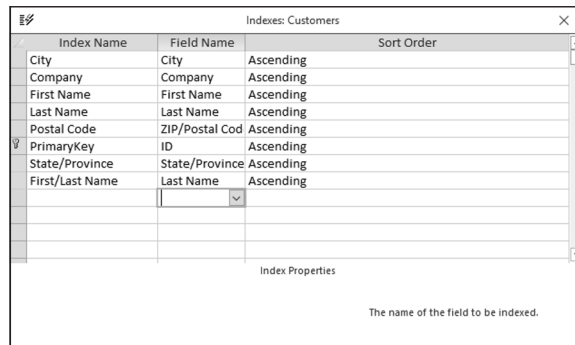 Indexes: Customers
Index Name Field Name Sort Order
City City Ascending
Company Company Ascending
First Name First Name Ascending
Last Name Last Name Ascending
Postal Code ZIP/Postal Cod Ascending
PrimaryKey ID Ascending
State/Province State/Province Ascending
First/Last Name Last Name Ascending
Index Properties
The name of the field to be indexed.